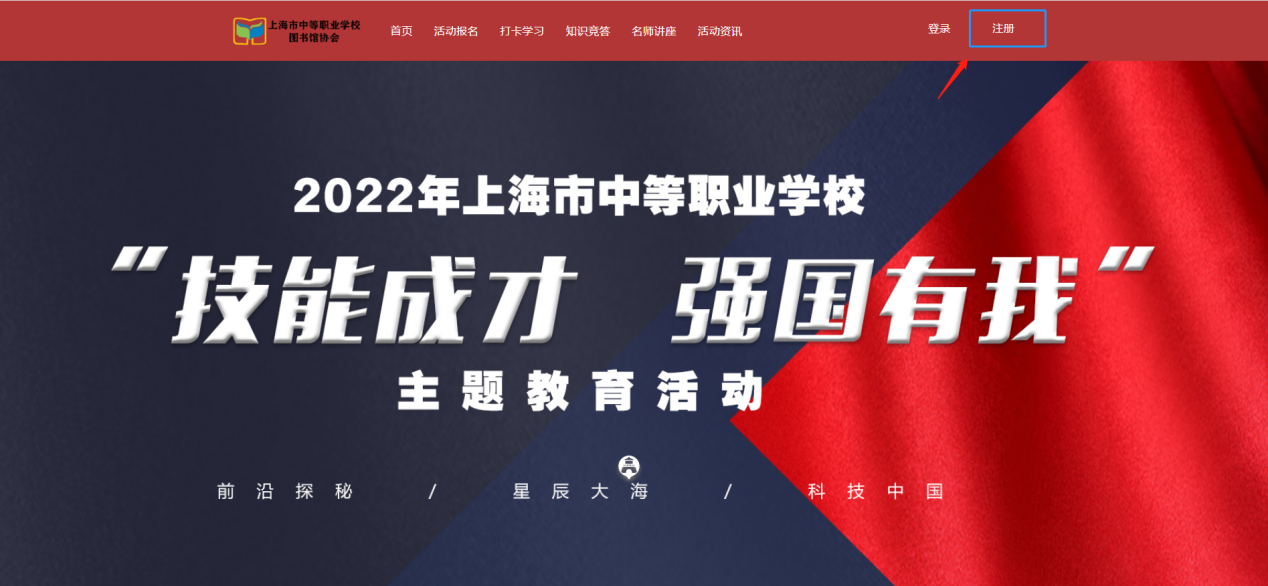 上海市中等职业学校
图书馆协会
首页 活动报名 打卡学习 知识竞答 名师讲座 活动资讯 登录 注册
2022年上海市中等职业学校
“技能成才 强国有我”
主题教育活动
前沿探秘 / 星辰大海 / 科技中国